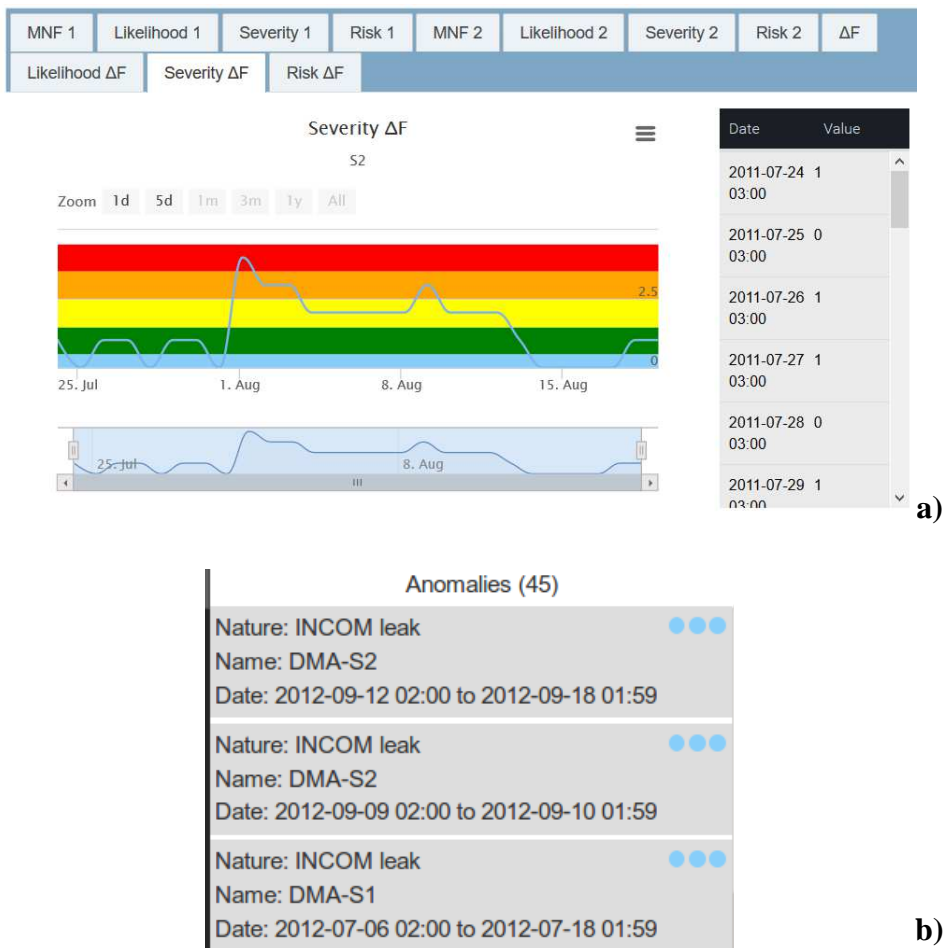 MNF 1 Likelihood 1 Severity 1 Risk 1 MNF 2 Likelihood 2 Severity 2 Risk 2 ΔF
Likelihood ΔF Severity ΔF Risk ΔF
Severity ΔF
S2
Zoom 1d 5d 1m 3m 1y All
2.5
0
25. Jul 1. Aug 8. Aug 15. Aug
25. Jul 8. Aug
Date Value
2011-07-24 1
03:00
2011-07-25 0
03:00
2011-07-26 1
03:00
2011-07-27 1
03:00
2011-07-28 0
03:00
2011-07-29 1
03:00
a)
Anomalies (45)
Nature: INCOM leak
Name: DMA-S2
Date: 2012-09-12 02:00 to 2012-09-18 01:59
Nature: INCOM leak
Name: DMA-S2
Date: 2012-09-09 02:00 to 2012-09-10 01:59
Nature: INCOM leak
Name: DMA-S1
Date: 2012-07-06 02:00 to 2012-07-18 01:59
b)